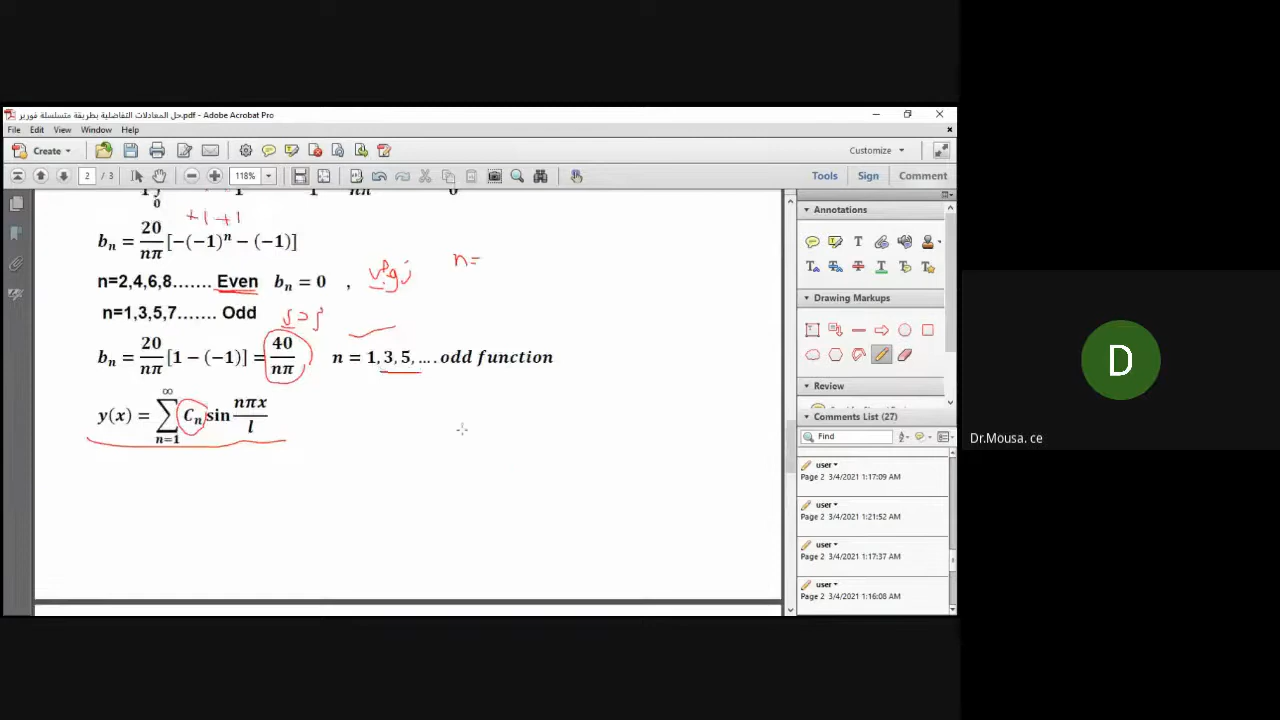 حل المعادلات التفاضلية بطريقة متسلسلة فورير.pdf - Adobe Acrobat Pro
File Edit View Window Help
Create Customize
2 / 3 118% Tools Sign Comment
0
+1 +1
bₙ = 20/nπ [−(−1)ⁿ − (−1)]
n=
n=2,4,6,8....... Even bₙ = 0 ,
n=1,3,5,7....... Odd
bₙ = 20/nπ [1 − (−1)] = 40/nπ n = 1, 3, 5, .... odd function
y(x) = ∑ₙ₌₁^∞ Cₙ sin nπx/l
Annotations
Drawing Markups
Review
Comments List (27)
Find
user
Page 2 3/4/2021 1:17:09 AM
user
Page 2 3/4/2021 1:21:52 AM
user
Page 2 3/4/2021 1:17:37 AM
user
Page 2 3/4/2021 1:16:08 AM
D
Dr.Mousa. ce